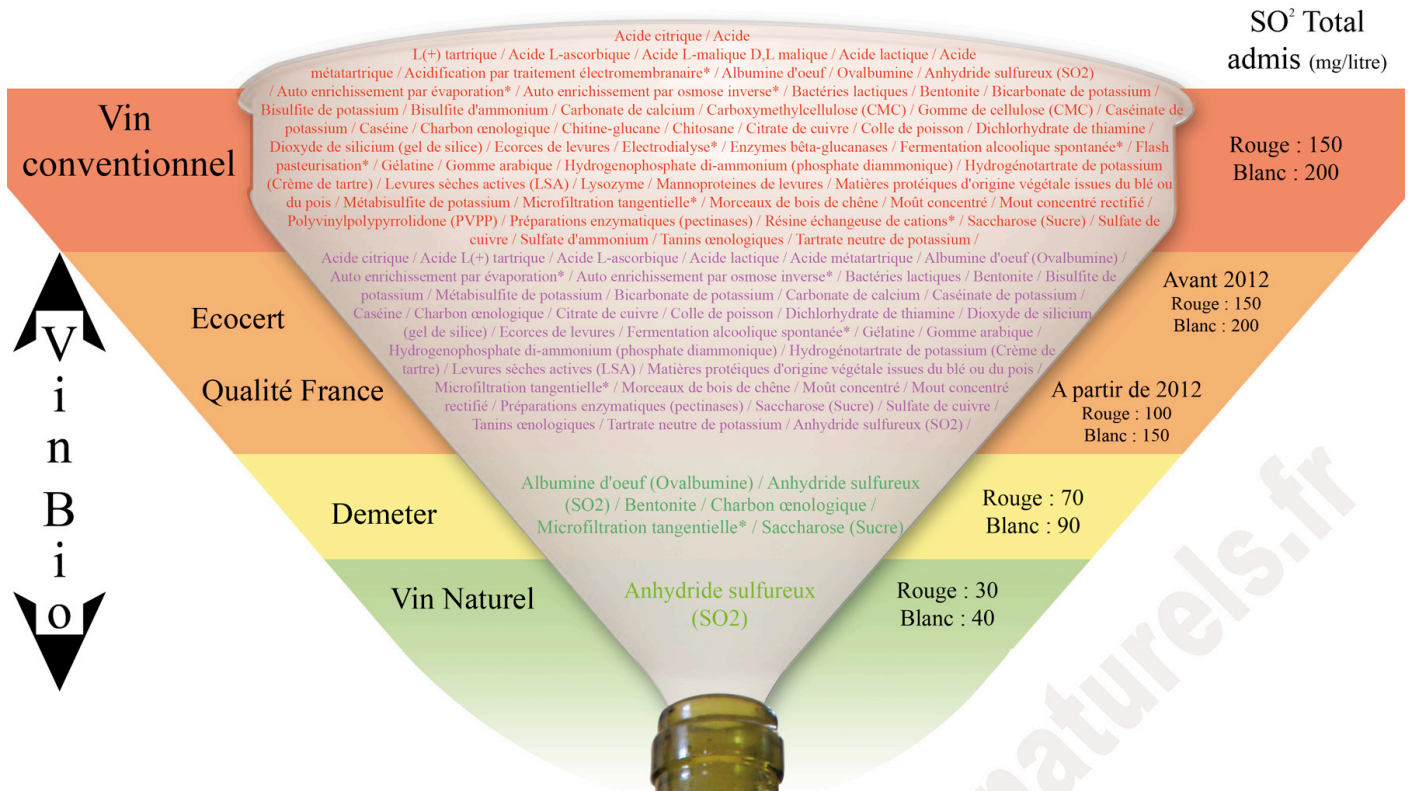 SO² Total
admis (mg/litre)
Acide citrique / Acide
L(+) tartrique / Acide L-ascorbique / Acide L-malique D,L malique / Acide lactique / Acide
métatartrique / Acidification par traitement électromembranaire* / Albumine d'oeuf / Ovalbumine / Anhydride sulfureux (SO2)
/ Auto enrichissement par évaporation* / Auto enrichissement par osmose inverse* / Bactéries lactiques / Bentonite / Bicarbonate de potassium /
Bisulfite de potassium / Bisulfite d'ammonium / Carbonate de calcium / Carboxymethylcellulose (CMC) / Gomme de cellulose (CMC) / Caséinate de
potassium / Caséine / Charbon œnologique / Chitine-glucane / Chitosane / Citrate de cuivre / Colle de poisson / Dichlorhydrate de thiamine /
Dioxyde de silicium (gel de silice) / Ecorces de levures / Electrodialyse* / Enzymes bêta-glucanases / Fermentation alcoolique spontanée* / Flash
pasteurisation* / Gélatine / Gomme arabique / Hydrogenophosphate di-ammonium (phosphate diammonique) / Hydrogénotartrate de potassium
(Crème de tartre) / Levures sèches actives (LSA) / Lysozyme / Mannoproteines de levures / Matières protéiques d'origine végétale issues du blé ou
du pois / Métabisulfite de potassium / Microfiltration tangentielle* / Morceaux de bois de chêne / Moût concentré / Mout concentré rectifié /
Polyvinylpolypyrrolidone (PVPP) / Préparations enzymatiques (pectinases) / Résine échangeuse de cations* / Saccharose (Sucre) / Sulfate de
cuivre / Sulfate d'ammonium / Tanins œnologiques / Tartrate neutre de potassium /
Vin
conventionnel
Rouge : 150
Blanc : 200
Acide citrique / Acide L(+) tartrique / Acide L-ascorbique / Acide lactique / Acide métatartrique / Albumine d'oeuf (Ovalbumine) /
Auto enrichissement par évaporation* / Auto enrichissement par osmose inverse* / Bactéries lactiques / Bentonite / Bisulfite de
potassium / Métabisulfite de potassium / Bicarbonate de potassium / Carbonate de calcium / Caséinate de potassium /
Caséine / Charbon œnologique / Citrate de cuivre / Colle de poisson / Dichlorhydrate de thiamine / Dioxyde de silicium
(gel de silice) / Ecorces de levures / Fermentation alcoolique spontanée* / Gélatine / Gomme arabique /
Hydrogenophosphate di-ammonium (phosphate diammonique) / Hydrogénotartrate de potassium (Crème de
tartre) / Levures sèches actives (LSA) / Matières protéiques d'origine végétale issues du blé ou du pois /
Microfiltration tangentielle* / Morceaux de bois de chêne / Moût concentré / Mout concentré
rectifié / Préparations enzymatiques (pectinases) / Saccharose (Sucre) / Sulfate de cuivre /
Tanins œnologiques / Tartrate neutre de potassium / Anhydride sulfureux (SO2) /
Vin Bio
Ecocert
Qualité France
Avant 2012
Rouge : 150
Blanc : 200
A partir de 2012
Rouge : 100
Blanc : 150
Demeter
Albumine d'oeuf (Ovalbumine) / Anhydride sulfureux
(SO2) / Bentonite / Charbon œnologique /
Microfiltration tangentielle* / Saccharose (Sucre)
Rouge : 70
Blanc : 90
Vin Naturel
Anhydride sulfureux
(SO2)
Rouge : 30
Blanc : 40
naturels.fr